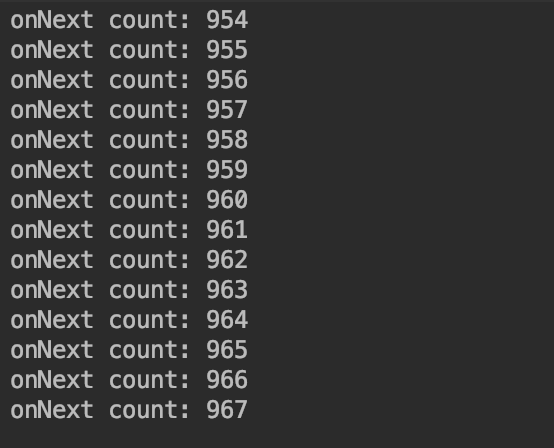 onNext count: 954
onNext count: 955
onNext count: 956
onNext count: 957
onNext count: 958
onNext count: 959
onNext count: 960
onNext count: 961
onNext count: 962
onNext count: 963
onNext count: 964
onNext count: 965
onNext count: 966
onNext count: 967